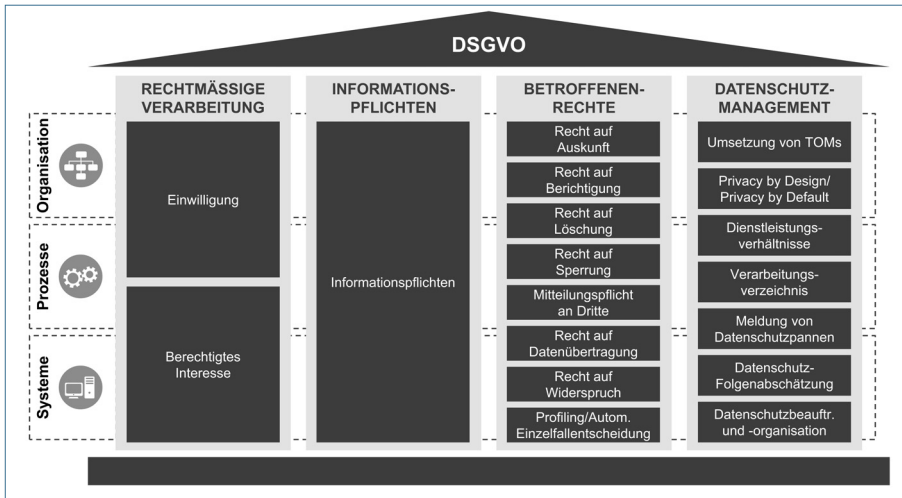 DSGVO
RECHTMÄSSIGE
VERARBEITUNG
INFORMATIONS-
PFLICHTEN
BETROFFENEN-
RECHTE
DATENSCHUTZ-
MANAGEMENT
Organisation
Prozesse
Systeme
Einwilligung
Berechtigtes
Interesse
Informationspflichten
Recht auf
Auskunft
Recht auf
Berichtigung
Recht auf
Löschung
Recht auf
Sperrung
Mitteilungspflicht
an Dritte
Recht auf
Datenübertragung
Recht auf
Widerspruch
Profiling/Autom.
Einzelfallentscheidung
Umsetzung von TOMs
Privacy by Design/
Privacy by Default
Dienstleistungs-
verhältnisse
Verarbeitungs-
verzeichnis
Meldung von
Datenschutzpannen
Datenschutz-
Folgenabschätzung
Datenschutzbeauftr.
und -organisation